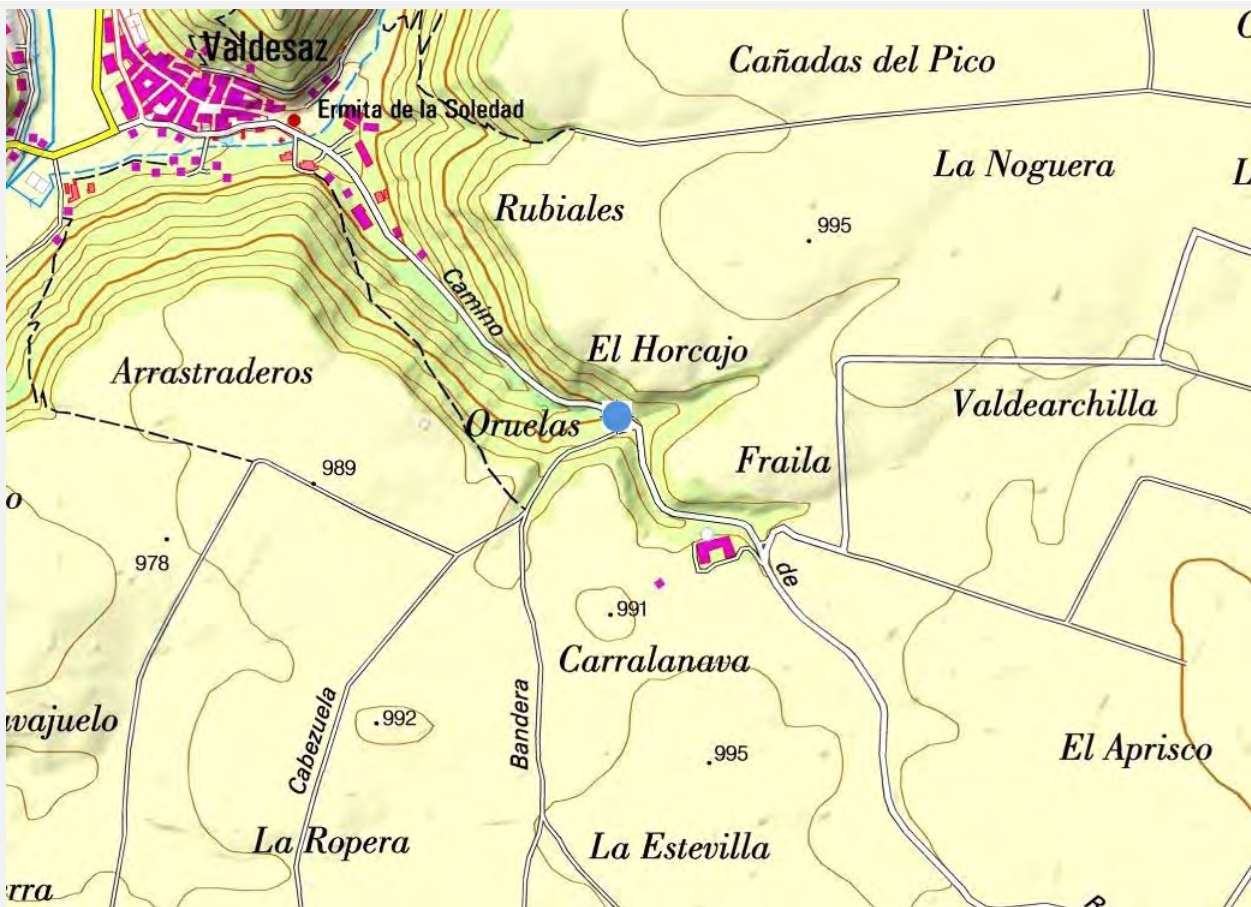 Valdesaz
Cañadas del Pico
Ermita de la Soledad
La Noguera
Rubiales
995
Camino
El Horcajo
Arrastraderos
Valdearchilla
Oruelas
Fraila
989
978
de
991
Carralanava
992
Cabezuela
Bandera
995
El Aprisco
La Ropera
La Estevilla